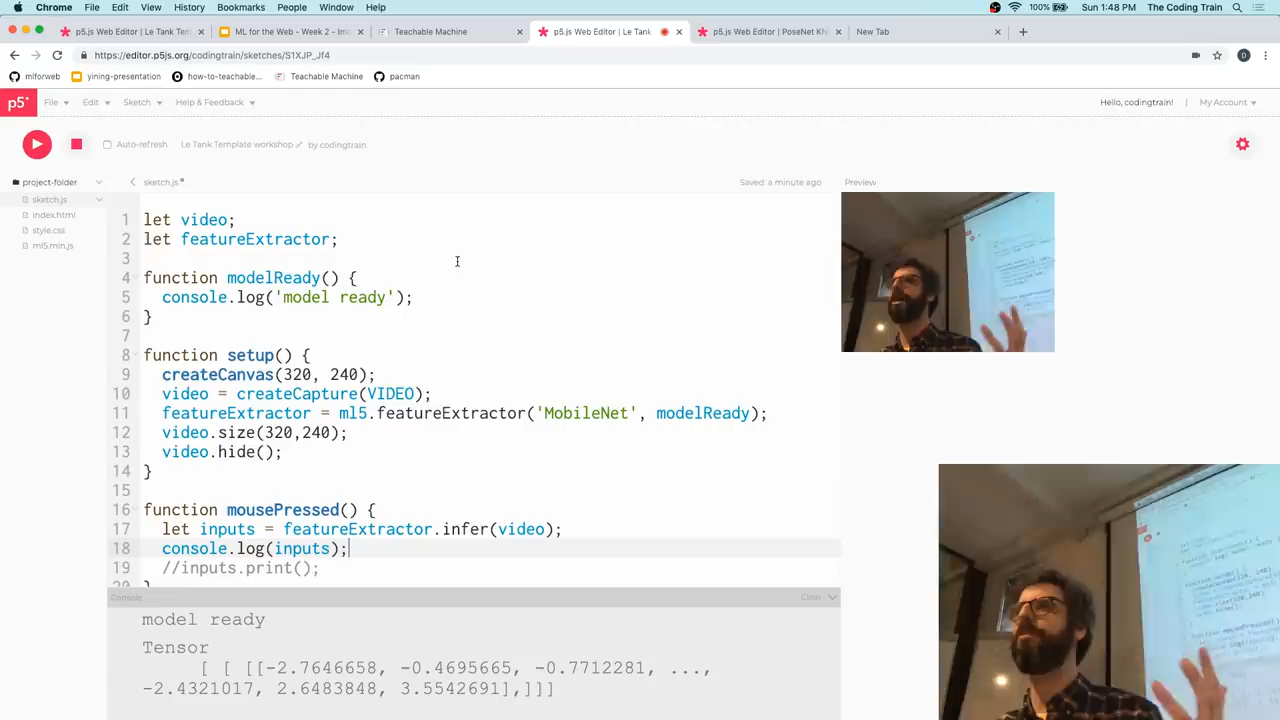 Chrome File Edit View History Bookmarks People Window Help
100% Sun 1:48 PM The Coding Train
p5.js Web Editor | Le Tank Tem
ML for the Web - Week 2 - Im
Teachable Machine
p5.js Web Editor | Le Tank
p5.js Web Editor | PoseNet KN
New Tab
https://editor.p5js.org/codingtrain/sketches/S1XJP_Jf4
mlforweb
yining-presentation
how-to-teachable...
Teachable Machine
pacman
p5* File Edit Sketch Help & Feedback
Hello, codingtrain! | My Account
Auto-refresh Le Tank Template workshop by codingtrain
project-folder
sketch.js
index.html
style.css
ml5.min.js
sketch.js
Saved: a minute ago
Preview
1 let video;
2 let featureExtractor;
3
4 function modelReady() {
5 console.log('model ready');
6 }
7
8 function setup() {
9 createCanvas(320, 240);
10 video = createCapture(VIDEO);
11 featureExtractor = ml5.featureExtractor('MobileNet', modelReady);
12 video.size(320,240);
13 video.hide();
14 }
15
16 function mousePressed() {
17 let inputs = featureExtractor.infer(video);
18 console.log(inputs);
19 //inputs.print();
20 }
Console
Clear
model ready
Tensor
[ [ [[-2.7646658, -0.4695665, -0.7712281, ...,
-2.4321017, 2.6483848, 3.5542691],]]]